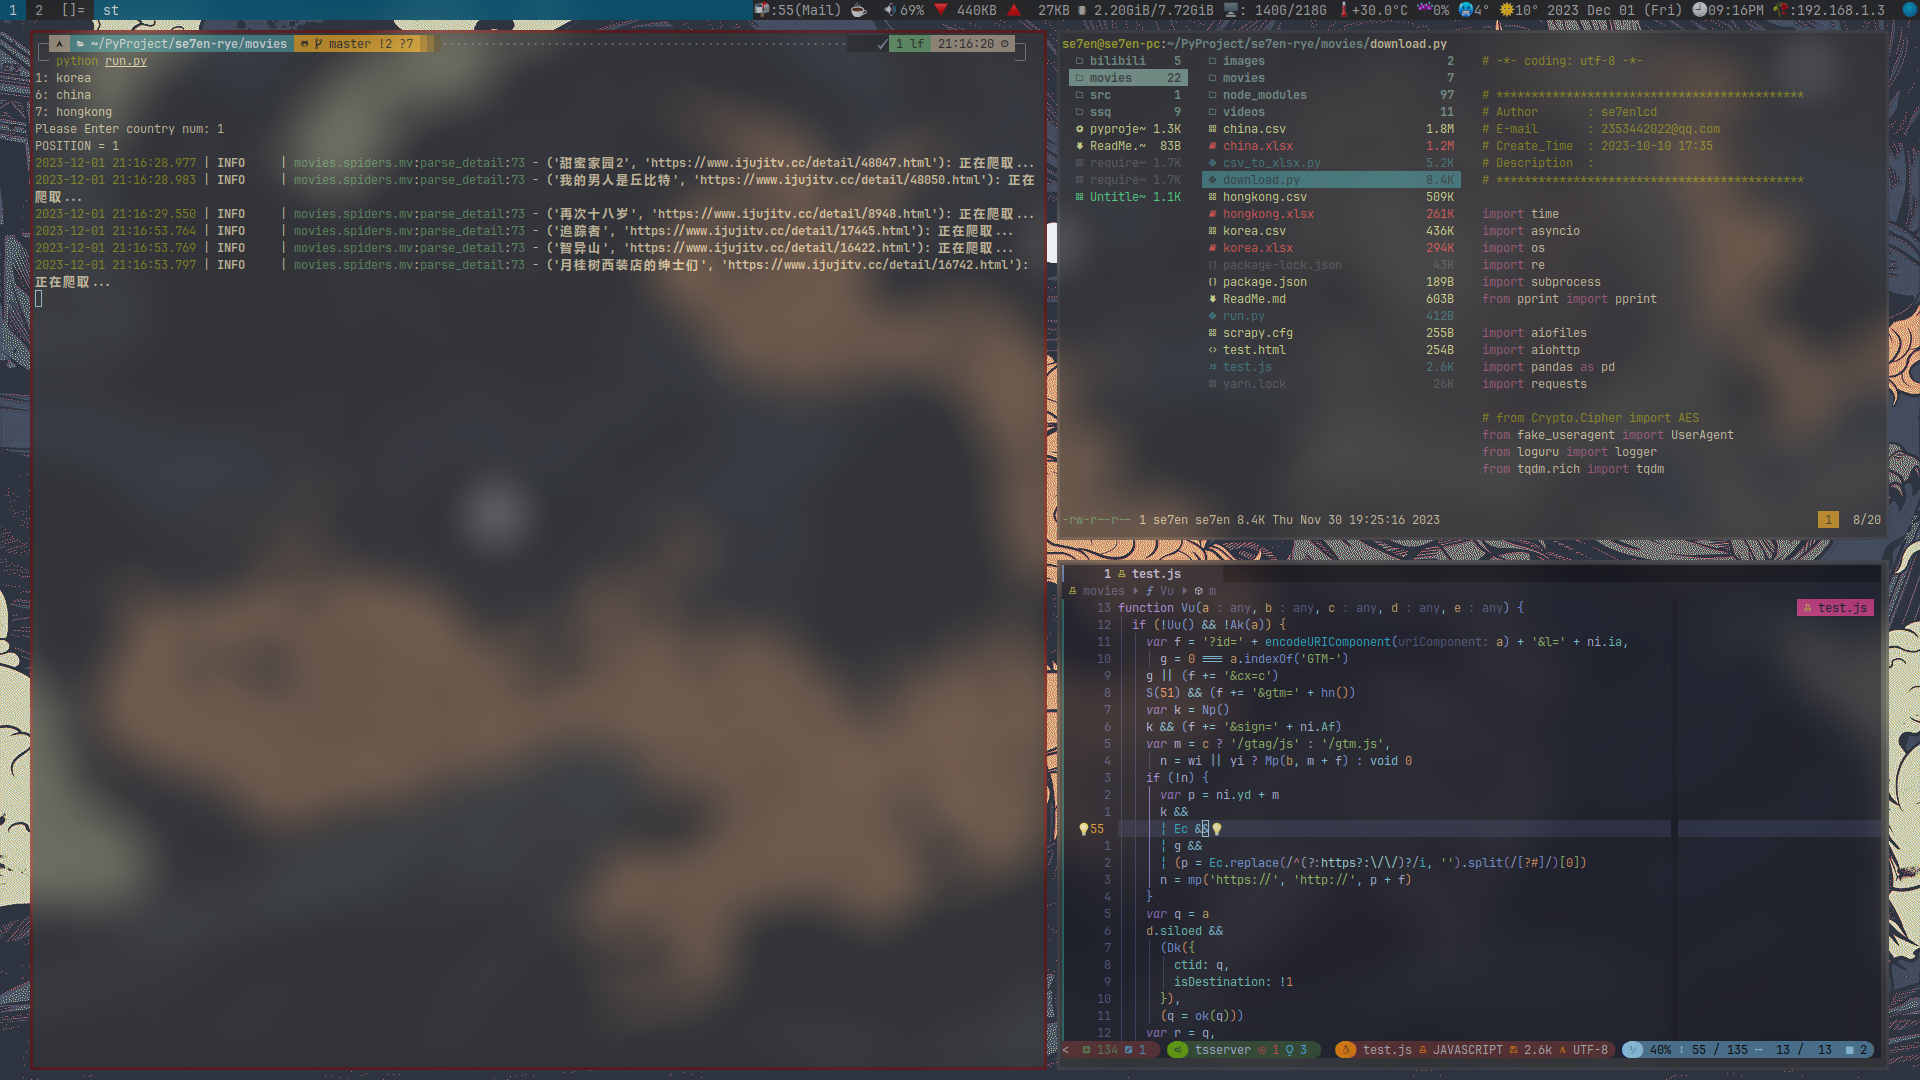 1 2 []= st :55(Mail) 69% 440KB 27KB 2.20GiB/7.72GiB : 140G/218G +30.0°C 0% 4° 10° 2023 Dec 01 (Fri) 09:16PM :192.168.1.3
~/PyProject/se7en-rye/movies master !2 ?7 1 lf 21:16:20
python run.py
1: korea
6: china
7: hongkong
Please Enter country num: 1
POSITION = 1
2023-12-01 21:16:28.977 | INFO | movies.spiders.mv:parse_detail:73 - ('甜蜜家园2', 'https://www.ijujitv.cc/detail/48047.html'): 正在爬取...
2023-12-01 21:16:28.983 | INFO | movies.spiders.mv:parse_detail:73 - ('我的男人是丘比特', 'https://www.ijujitv.cc/detail/48050.html'): 正在
爬取...
2023-12-01 21:16:29.550 | INFO | movies.spiders.mv:parse_detail:73 - ('再次十八岁', 'https://www.ijujitv.cc/detail/8948.html'): 正在爬取...
2023-12-01 21:16:53.764 | INFO | movies.spiders.mv:parse_detail:73 - ('追踪者', 'https://www.ijujitv.cc/detail/17445.html'): 正在爬取...
2023-12-01 21:16:53.769 | INFO | movies.spiders.mv:parse_detail:73 - ('智异山', 'https://www.ijujitv.cc/detail/16422.html'): 正在爬取...
2023-12-01 21:16:53.797 | INFO | movies.spiders.mv:parse_detail:73 - ('月桂树西装店的绅士们', 'https://www.ijujitv.cc/detail/16742.html'):
正在爬取...
se7en@se7en-pc:~/PyProject/se7en-rye/movies/download.py
bilibili 5
movies 22
src 1
ssq 9
pyproje~ 1.3K
ReadMe.~ 83B
require~ 1.7K
require~ 1.7K
Untitle~ 1.1K
images 2
movies 7
node_modules 97
videos 11
china.csv 1.8M
china.xlsx 1.2M
csv_to_xlsx.py 5.2K
download.py 8.4K
hongkong.csv 509K
hongkong.xlsx 261K
korea.csv 436K
korea.xlsx 294K
package-lock.json 43K
package.json 189B
ReadMe.md 603B
run.py 412B
scrapy.cfg 255B
test.html 254B
test.js 2.6K
yarn.lock 26K
# -*- coding: utf-8 -*-
# ********************************************
# Author : se7enlcd
# E-mail : 2353442022@qq.com
# Create_Time : 2023-10-10 17:35
# Description :
# ********************************************
import time
import asyncio
import os
import re
import subprocess
from pprint import pprint
import aiofiles
import aiohttp
import pandas as pd
import requests
# from Crypto.Cipher import AES
from fake_useragent import UserAgent
from loguru import logger
from tqdm.rich import tqdm
-rw-r--r-- 1 se7en se7en 8.4K Thu Nov 30 19:25:16 2023 1 8/20
1 test.js
movies Vu m
13 function Vu(a : any, b : any, c : any, d : any, e : any) { test.js
12 if (!Uu() && !Ak(a)) {
11 var f = '?id=' + encodeURIComponent(uriComponent: a) + '&l=' + ni.ia,
10 g = 0 === a.indexOf('GTM-')
9 g || (f += '&cx=c')
8 S(51) && (f += '&gtm=' + hn())
7 var k = Np()
6 k && (f += '&sign=' + ni.Af)
5 var m = c ? '/gtag/js' : '/gtm.js',
4 n = wi || yi ? Mp(b, m + f) : void 0
3 if (!n) {
2 var p = ni.yd + m
1 k &&
55 Ec &&
1 g &&
2 (p = Ec.replace(/^(?:https?:\/\/)?/i, '').split(/[?#]/)[0])
3 n = mp('https://', 'http://', p + f)
4 }
5 var q = a
6 d.siloed &&
7 (Dk({
8 ctid: q,
9 isDestination: !1
10 }),
11 (q = ok(q)))
12 var r = q,
< 134 1 tsserver 1 3 test.js JAVASCRIPT 2.6k UTF-8 40% 55 / 135 13 / 13 2